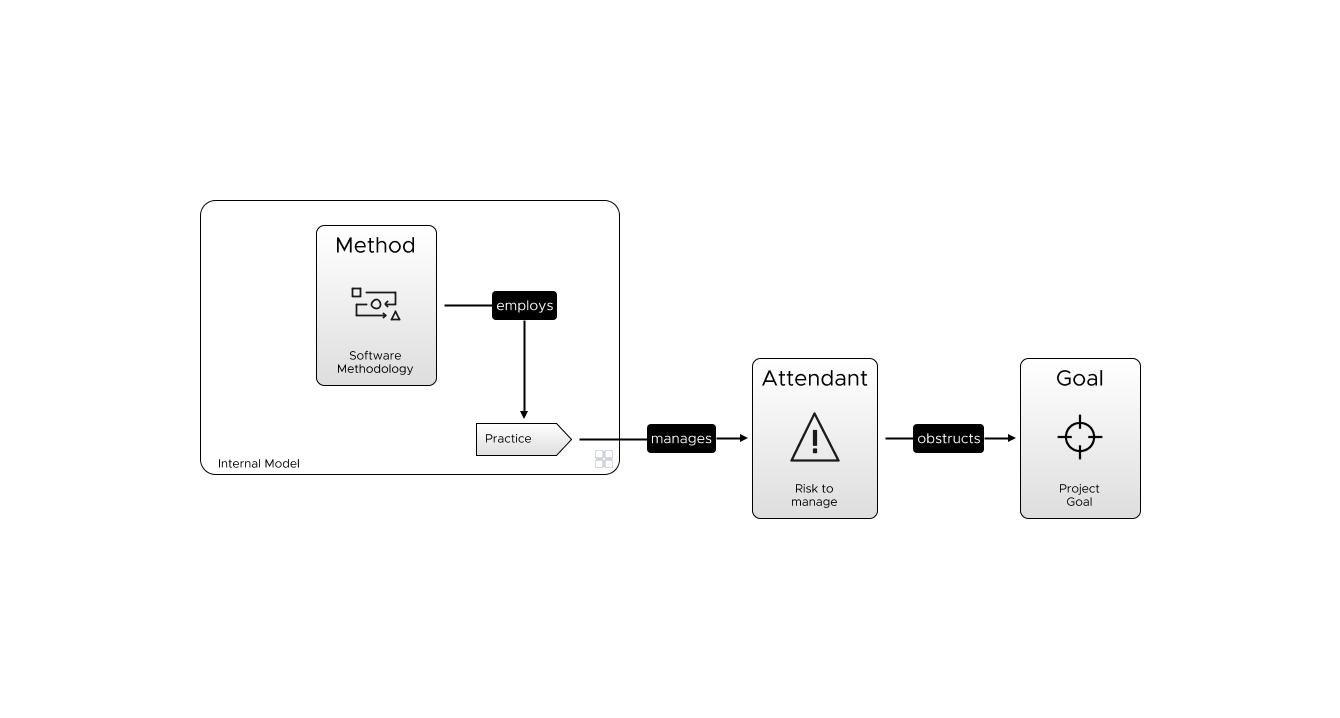 Method
Software
Methodology
employs
Practice
Internal Model
manages
Attendant
Risk to
manage
obstructs
Goal
Project
Goal